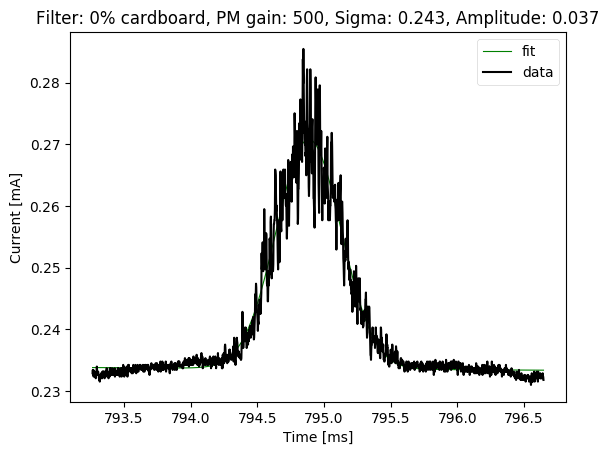 Filter: 0% cardboard, PM gain: 500, Sigma: 0.243, Amplitude: 0.037
fit
data
0.28
0.27
0.26
0.25
0.24
0.23
Current [mA]
793.5 794.0 794.5 795.0 795.5 796.0 796.5
Time [ms]